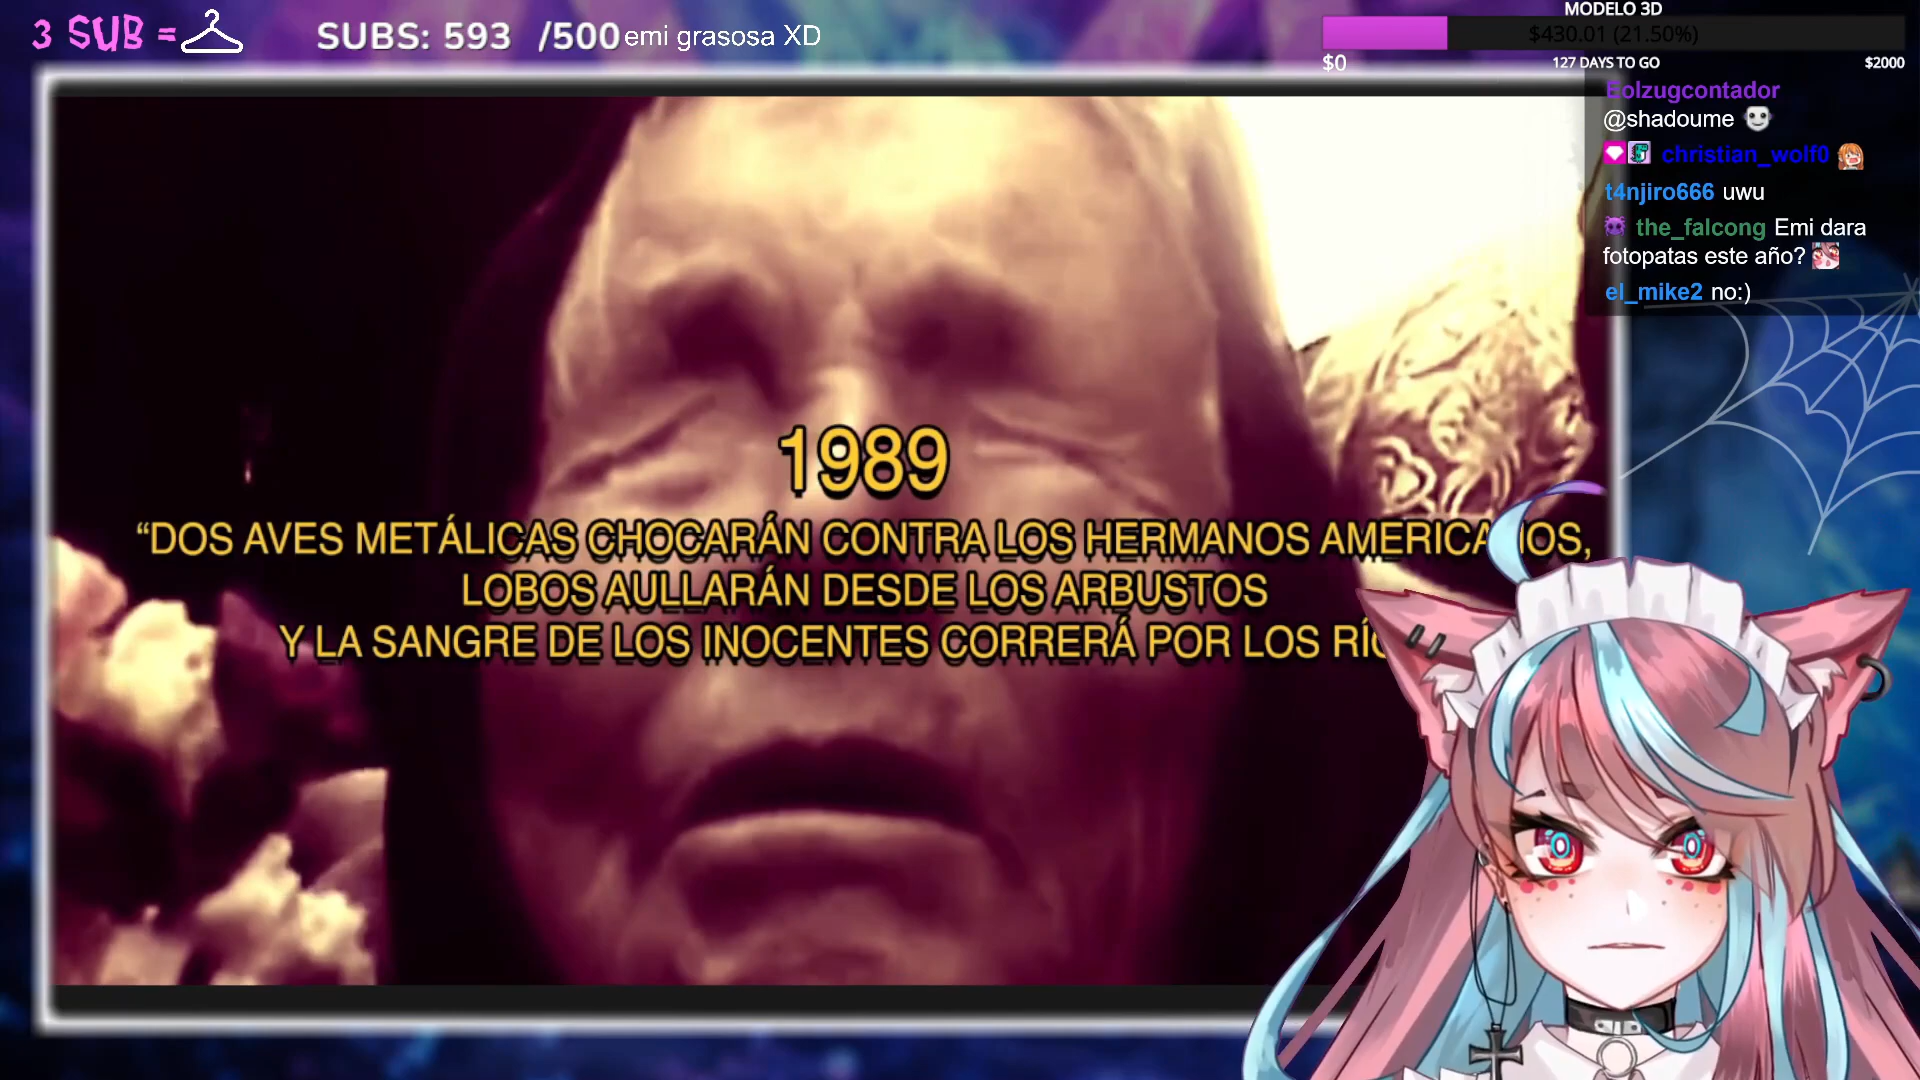 3 SUB =
SUBS: 593 /500 emi grasosa XD
MODELO 3D
$430.01 (21.50%)
$0
127 DAYS TO GO
$2000
Eolzugcontador
@shadoume
christian_wolf0
t4njiro666 uwu
the_falcong Emi dara
fotopatas este año?
el_mike2 no:)
1989
“DOS AVES METÁLICAS CHOCARÁN CONTRA LOS HERMANOS
LOBOS AULLARÁN DESDE LOS ARBUSTOS
Y LA SANGRE DE LOS INOCENTES CORRERÁ POR LOS